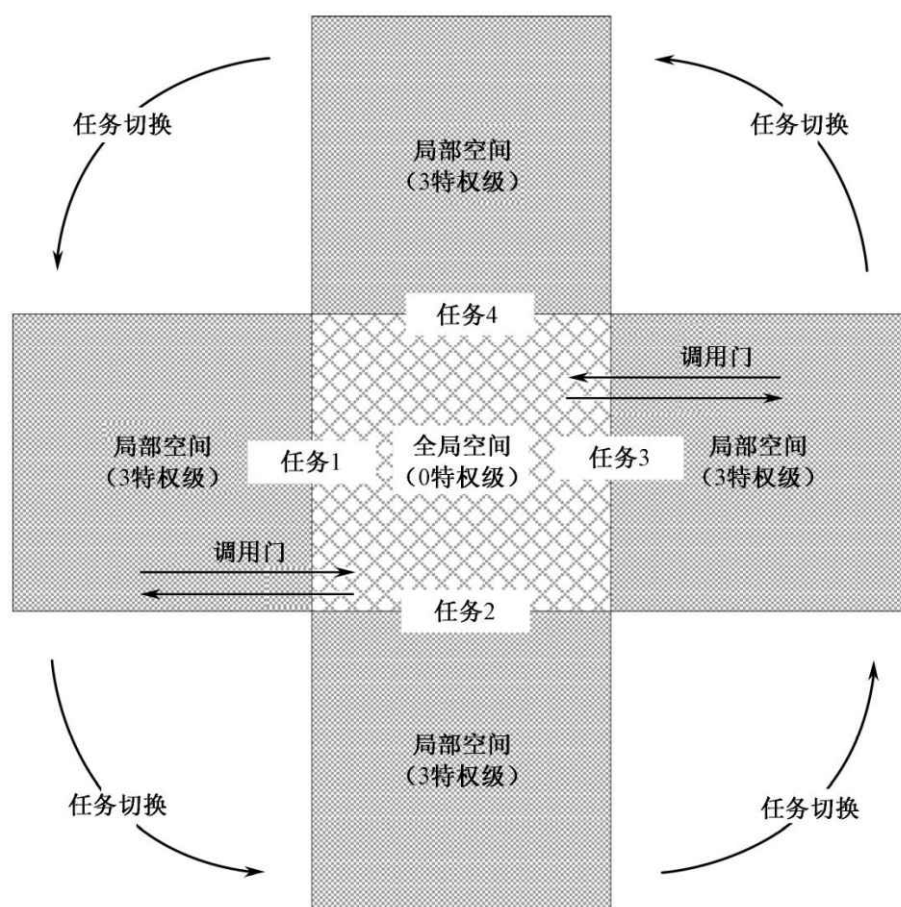 任务切换
任务切换
局部空间
（3特权级）
任务4
调用门
局部空间
（3特权级）
任务1
全局空间
（0特权级）
任务3
局部空间
（3特权级）
调用门
任务2
局部空间
（3特权级）
任务切换
任务切换